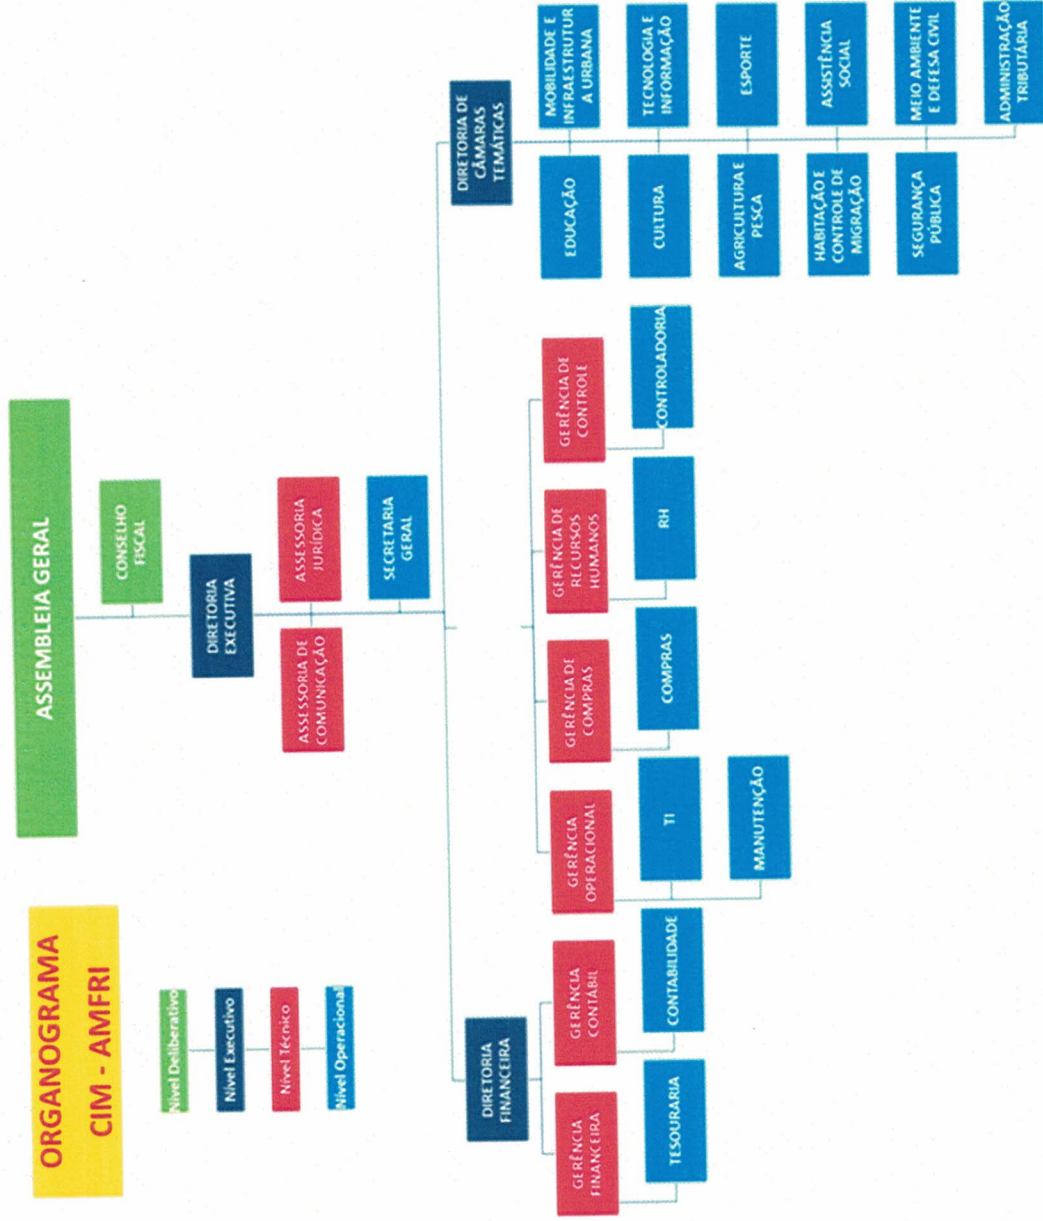 ORGANOGRAMA
CIM - AMFRI
Nível Deliberativo
Nível Executivo
Nível Técnico
Nível Operacional
ASSEMBLEIA GERAL
CONSELHO
FISCAL
DIRETORIA
EXECUTIVA
ASSESSORIA DE
COMUNICAÇÃO
ASSESSORIA
JURÍDICA
SECRETARIA
GERAL
DIRETORIA
FINANCEIRA
DIRETORIA DE
CÂMARAS
TEMÁTICAS
GERÊNCIA
FINANCEIRA
GERÊNCIA
CONTÁBIL
GERÊNCIA
OPERACIONAL
GERÊNCIA DE
COMPRAS
GERÊNCIA DE
RECURSOS
HUMANOS
GERÊNCIA DE
CONTROLE
TESOURARIA
CONTABILIDADE
TI
MANUTENÇÃO
COMPRAS
RH
CONTROLADORIA
EDUCAÇÃO
MOBILIDADE E
INFRAESTRUTUR
A URBANA
CULTURA
TECNOLOGIA E
INFORMAÇÃO
AGRICULTURA E
PESCA
ESPORTE
HABITAÇÃO E
CONTROLE DE
MIGRAÇÃO
ASSISTÊNCIA
SOCIAL
SEGURANÇA
PÚBLICA
MEIO AMBIENTE
E DEFESA CIVIL
ADMINISTRAÇÃO
TRIBUTÁRIA